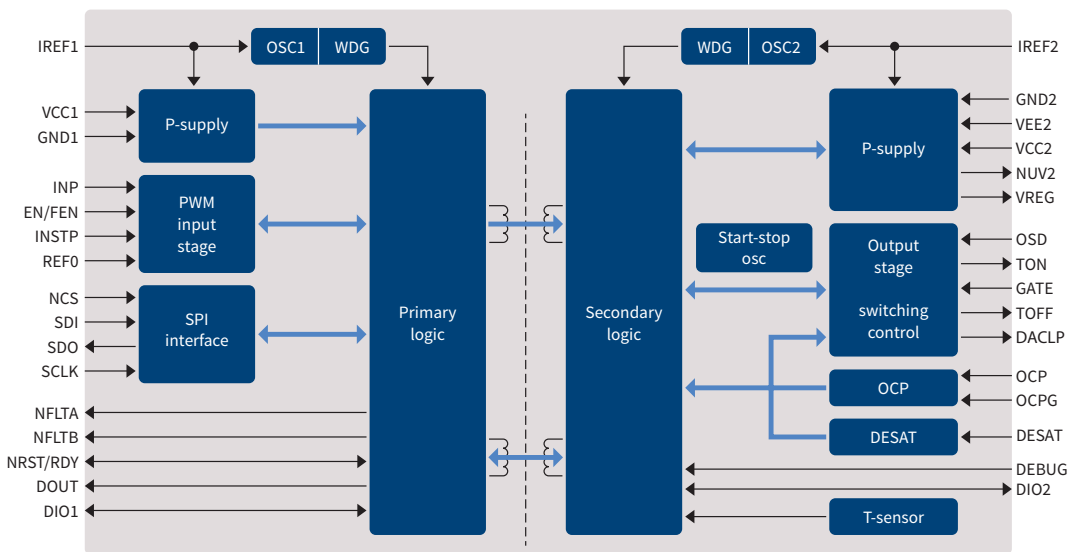 IREF1
OSC1
WDG
WDG
OSC2
IREF2
VCC1
GND1
P-supply
INP
EN/FEN
INSTP
REF0
PWM
input
stage
NCS
SDI
SDO
SCLK
SPI
interface
NFLTA
NFLTB
NRST/RDY
DOUT
DIO1
Primary
logic
Secondary
logic
Start-stop
osc
P-supply
GND2
VEE2
VCC2
NUV2
VREG
Output
stage
switching
control
OSD
TON
GATE
TOFF
DACLP
OCP
OCP
OCPG
DESAT
DESAT
DEBUG
DIO2
T-sensor